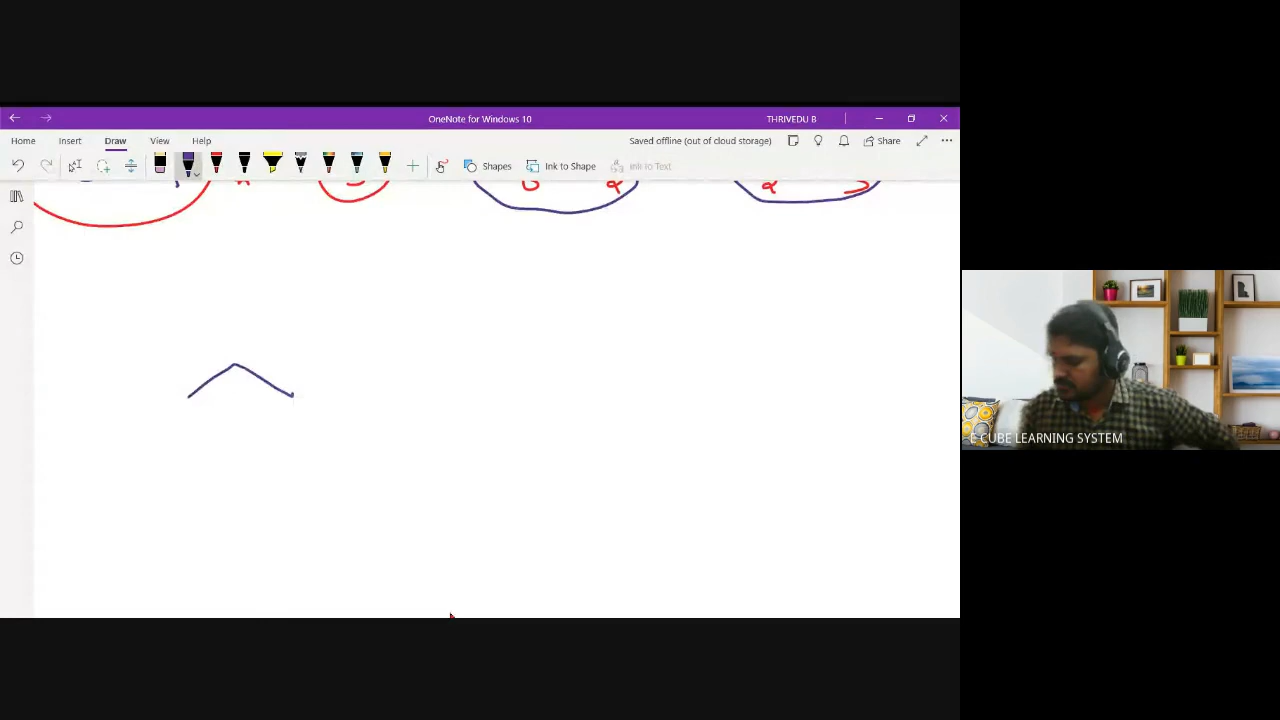 OneNote for Windows 10
THRIVEDU B
Home Insert Draw View Help
Saved offline (out of cloud storage)
Share
Shapes
Ink to Shape
Ink to Text
E CUBE LEARNING SYSTEM